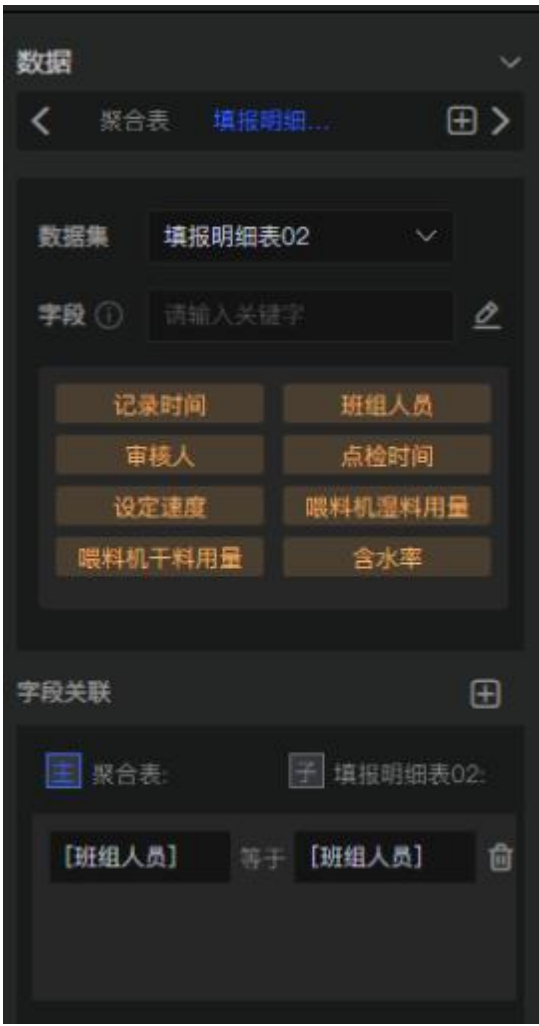 数据
聚合表 填报明细...
数据集 填报明细表02
字段 请输入关键字
记录时间 班组人员
审核人 点检时间
设定速度 喂料机湿料用量
喂料机干料用量 含水率
字段关联
主 聚合表: 子 填报明细表02:
[班组人员] 等于 [班组人员]